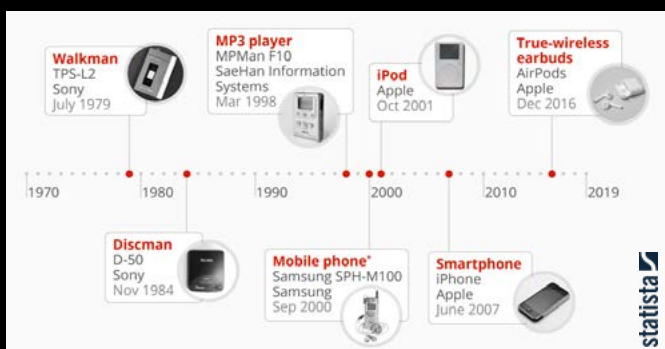 Walkman
TPS-L2
Sony
July 1979
MP3 player
MPMan F10
SaeHan Information
Systems
Mar 1998
iPod
Apple
Oct 2001
True-wireless
earbuds
AirPods
Apple
Dec 2016
1970
1980
1990
2000
2010
2019
Discman
D-50
Sony
Nov 1984
Mobile phone*
Samsung SPH-M100
Samsung
Sep 2000
Smartphone
iPhone
Apple
June 2007
statista